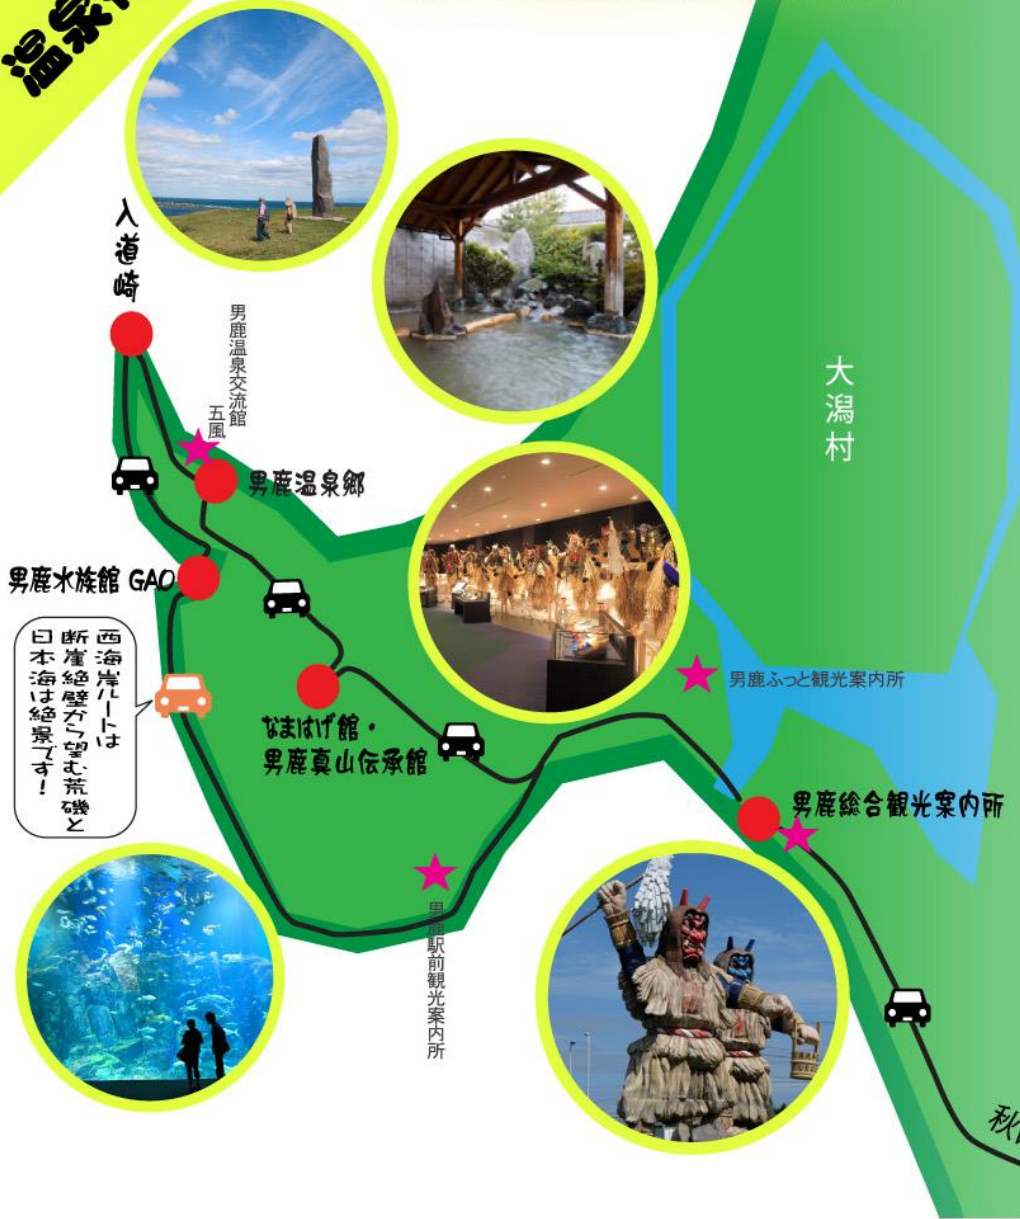 温泉
入道崎
男鹿温泉交流館
五風
大潟村
男鹿温泉郷
男鹿水族館 GAO
西海岸ルートは
断崖絶壁から望む荒磯と
日本海は絶景です!
男鹿ふっと観光案内所
なまはげ館・
男鹿真山伝承館
男鹿総合観光案内所
男鹿駅前観光案内所
秋